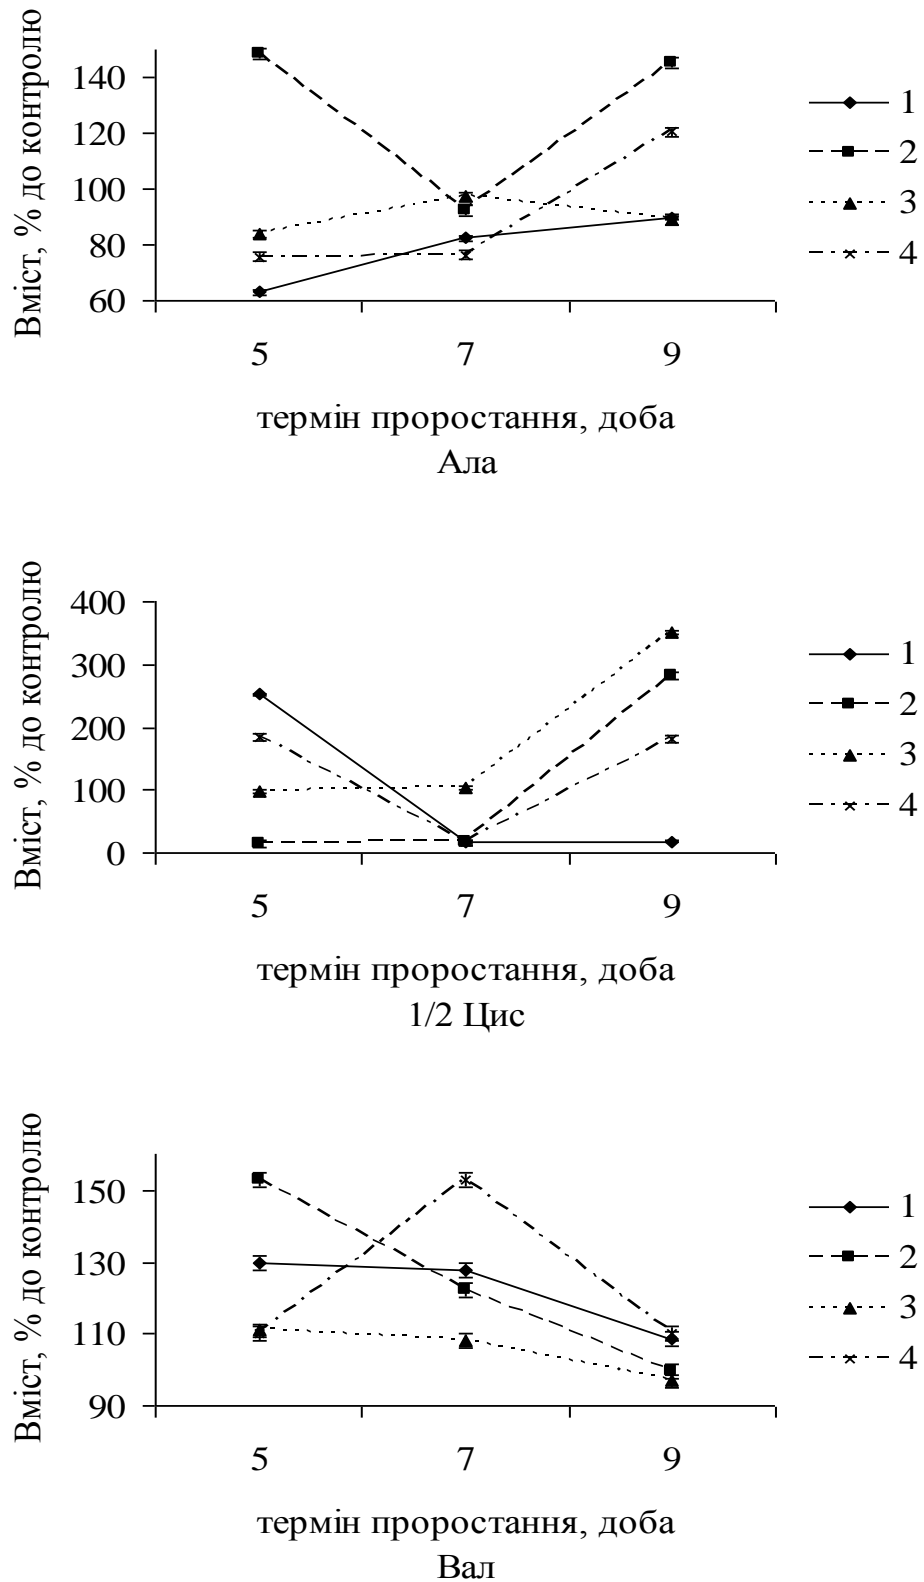 Вміст, % до контролю
140
120
100
80
60
5 7 9
термін проростання, доба
Ала
1
2
3
4
Вміст, % до контролю
400
300
200
100
0
5 7 9
термін проростання, доба
1/2 Цис
1
2
3
4
Вміст, % до контролю
150
130
110
90
5 7 9
термін проростання, доба
Вал
1
2
3
4